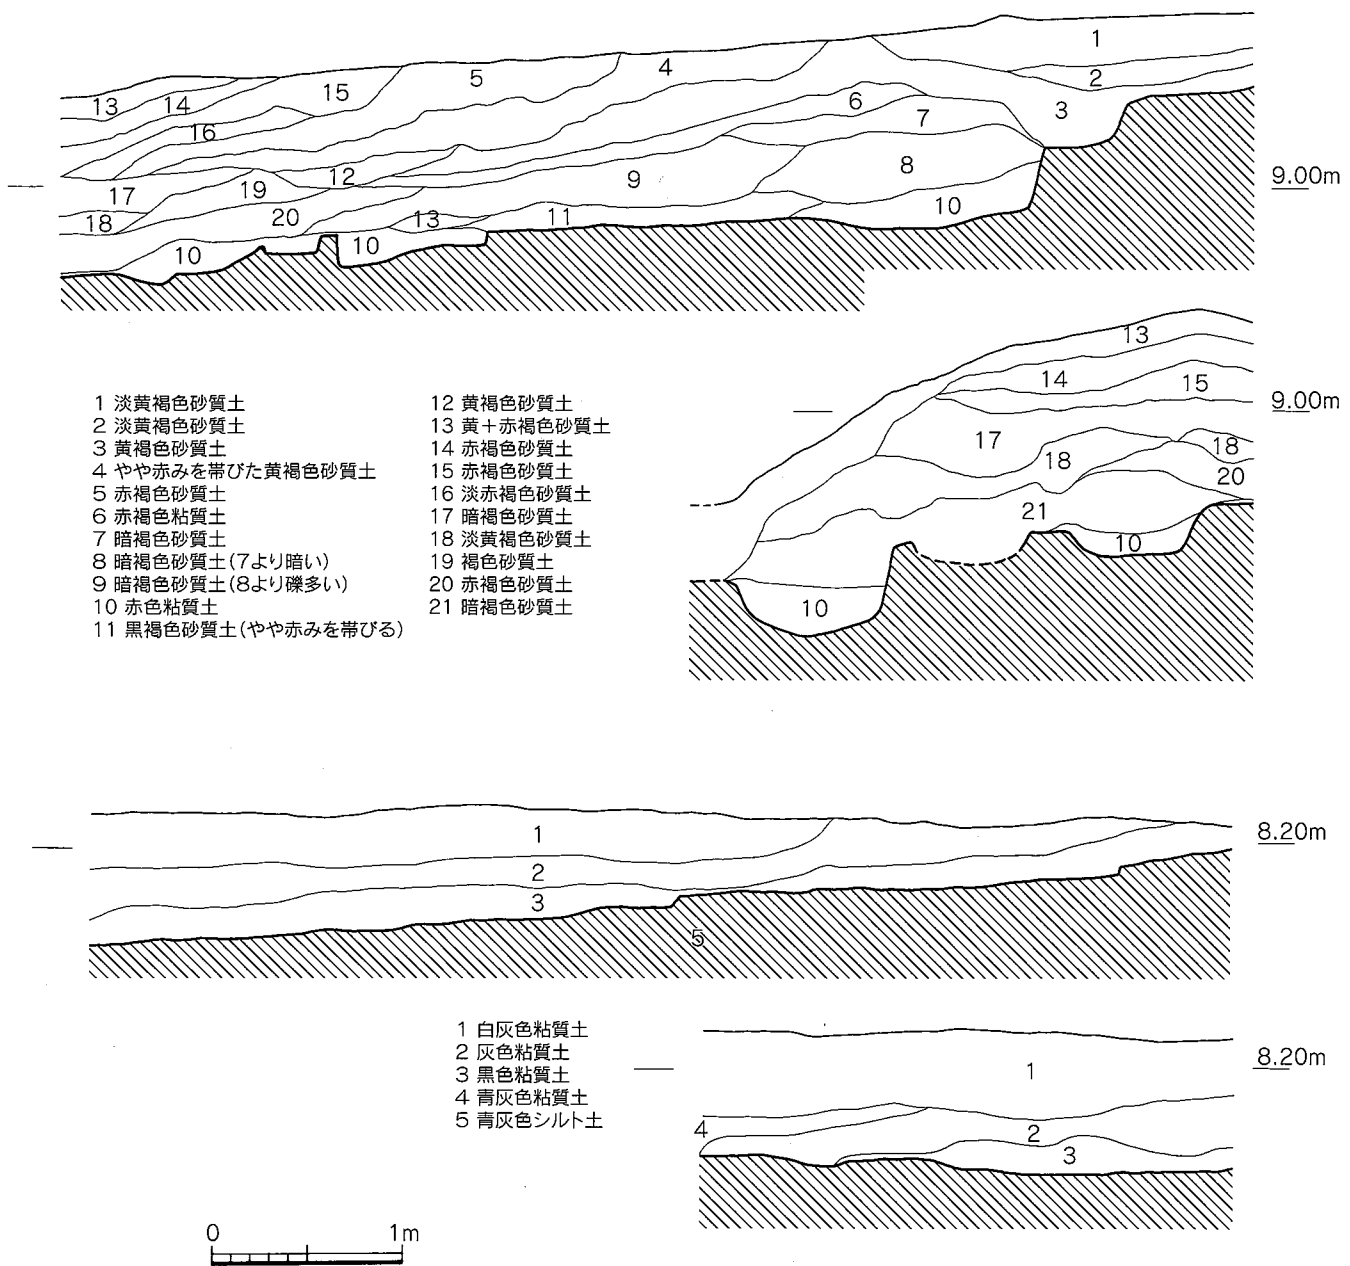 1
5 4 2
13 14 15 6 3
16 7
12 8
17 19 9 9.00m
18 20 13 11 10
10 10
13
14 15
9.00m
17 18 18
20
21
10
10
1 淡黄褐色砂質土
2 淡黄褐色砂質土
3 黄褐色砂質土
4 やや赤みを帯びた黄褐色砂質土
5 赤褐色砂質土
6 赤褐色粘質土
7 暗褐色砂質土
8 暗褐色砂質土(7より暗い)
9 暗褐色砂質土(8より礫多い)
10 赤色粘質土
11 黒褐色砂質土(やや赤みを帯びる)
12 黄褐色砂質土
13 黄+赤褐色砂質土
14 赤褐色砂質土
15 赤褐色砂質土
16 淡赤褐色砂質土
17 暗褐色砂質土
18 淡黄褐色砂質土
19 褐色砂質土
20 赤褐色砂質土
21 暗褐色砂質土
1 8.20m
2
3
5
1 白灰色粘質土
2 灰色粘質土
3 黒色粘質土
4 青灰色粘質土
5 青灰色シルト土
8.20m
1
4 2
3
0 1m